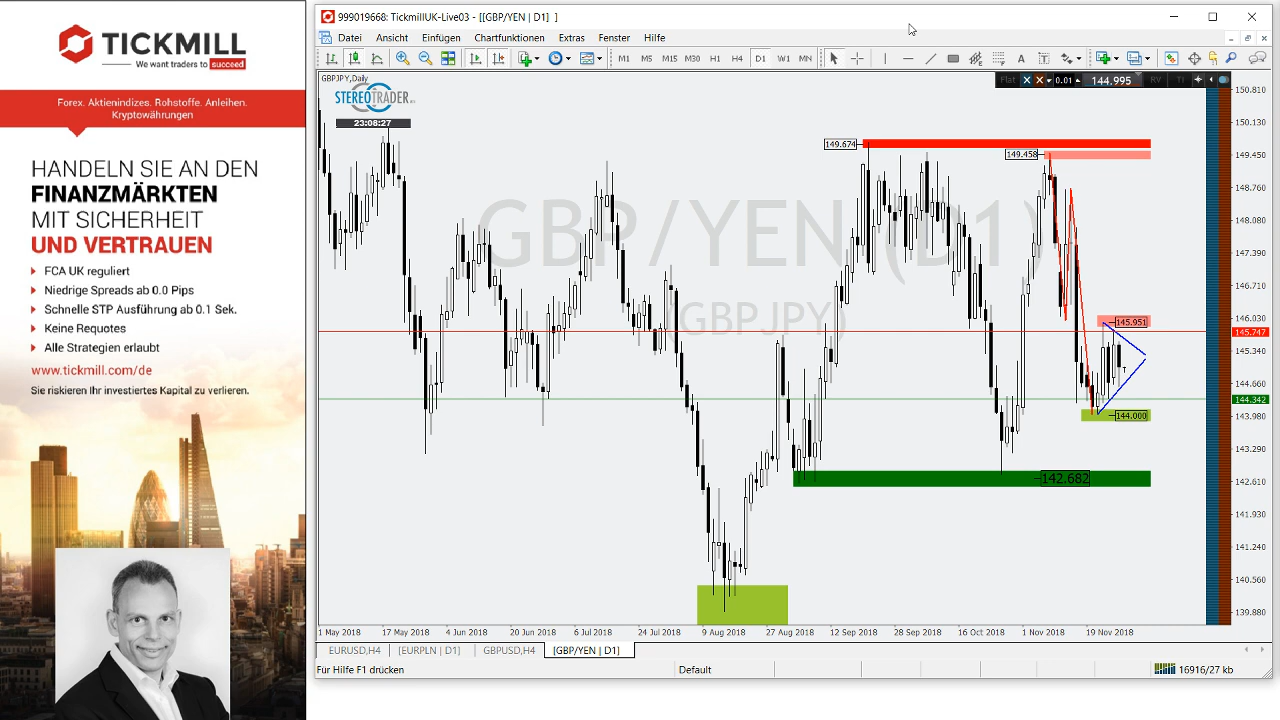 TICKMILL
We want traders to succeed
Forex. Aktienindizes. Rohstoffe. Anleihen.
Kryptowährungen
HANDELN SIE AN DEN
FINANZMÄRKTEN
MIT SICHERHEIT
UND VERTRAUEN
FCA UK reguliert
Niedrige Spreads ab 0.0 Pips
Schnelle STP Ausführung ab 0.1 Sek.
Keine Requotes
Alle Strategien erlaubt
www.tickmill.com/de
Sie riskieren Ihr investiertes Kapital zu verlieren.
999019668: TickmillUK-Live03 - [[GBP/YEN | D1] ]
Datei Ansicht Einfügen Chartfunktionen Extras Fenster Hilfe
M1 M5 M15 M30 H1 H4 D1 W1 MN
GBPJPY,Daily
STEREOTRADER
23:08:27
Flat 0.01 144.995 RV TI
GBP/YEN (D1)
(GBPJPY)
149.674
149.458
145.951
144.000
142.682
150.810
150.130
149.450
148.760
148.080
147.390
146.710
146.030
145.747
145.340
144.660
144.342
143.980
143.290
142.610
141.930
141.240
140.560
139.880
1 May 2018 17 May 2018 4 Jun 2018 Jun 2018 6 Ju 2018 24 Jul 2018 9 Aug 2018 Aug 2018 12 Sep 2018 28 Sep 2018 16 Oct 2018 1 Nov 2018 19 Nov 2018
EURUSD,H4 [EURPLN | D1] GBPUSD,H4 [GBP/YEN | D1]
Für Hilfe F1 drücken Default 16916/27 kb